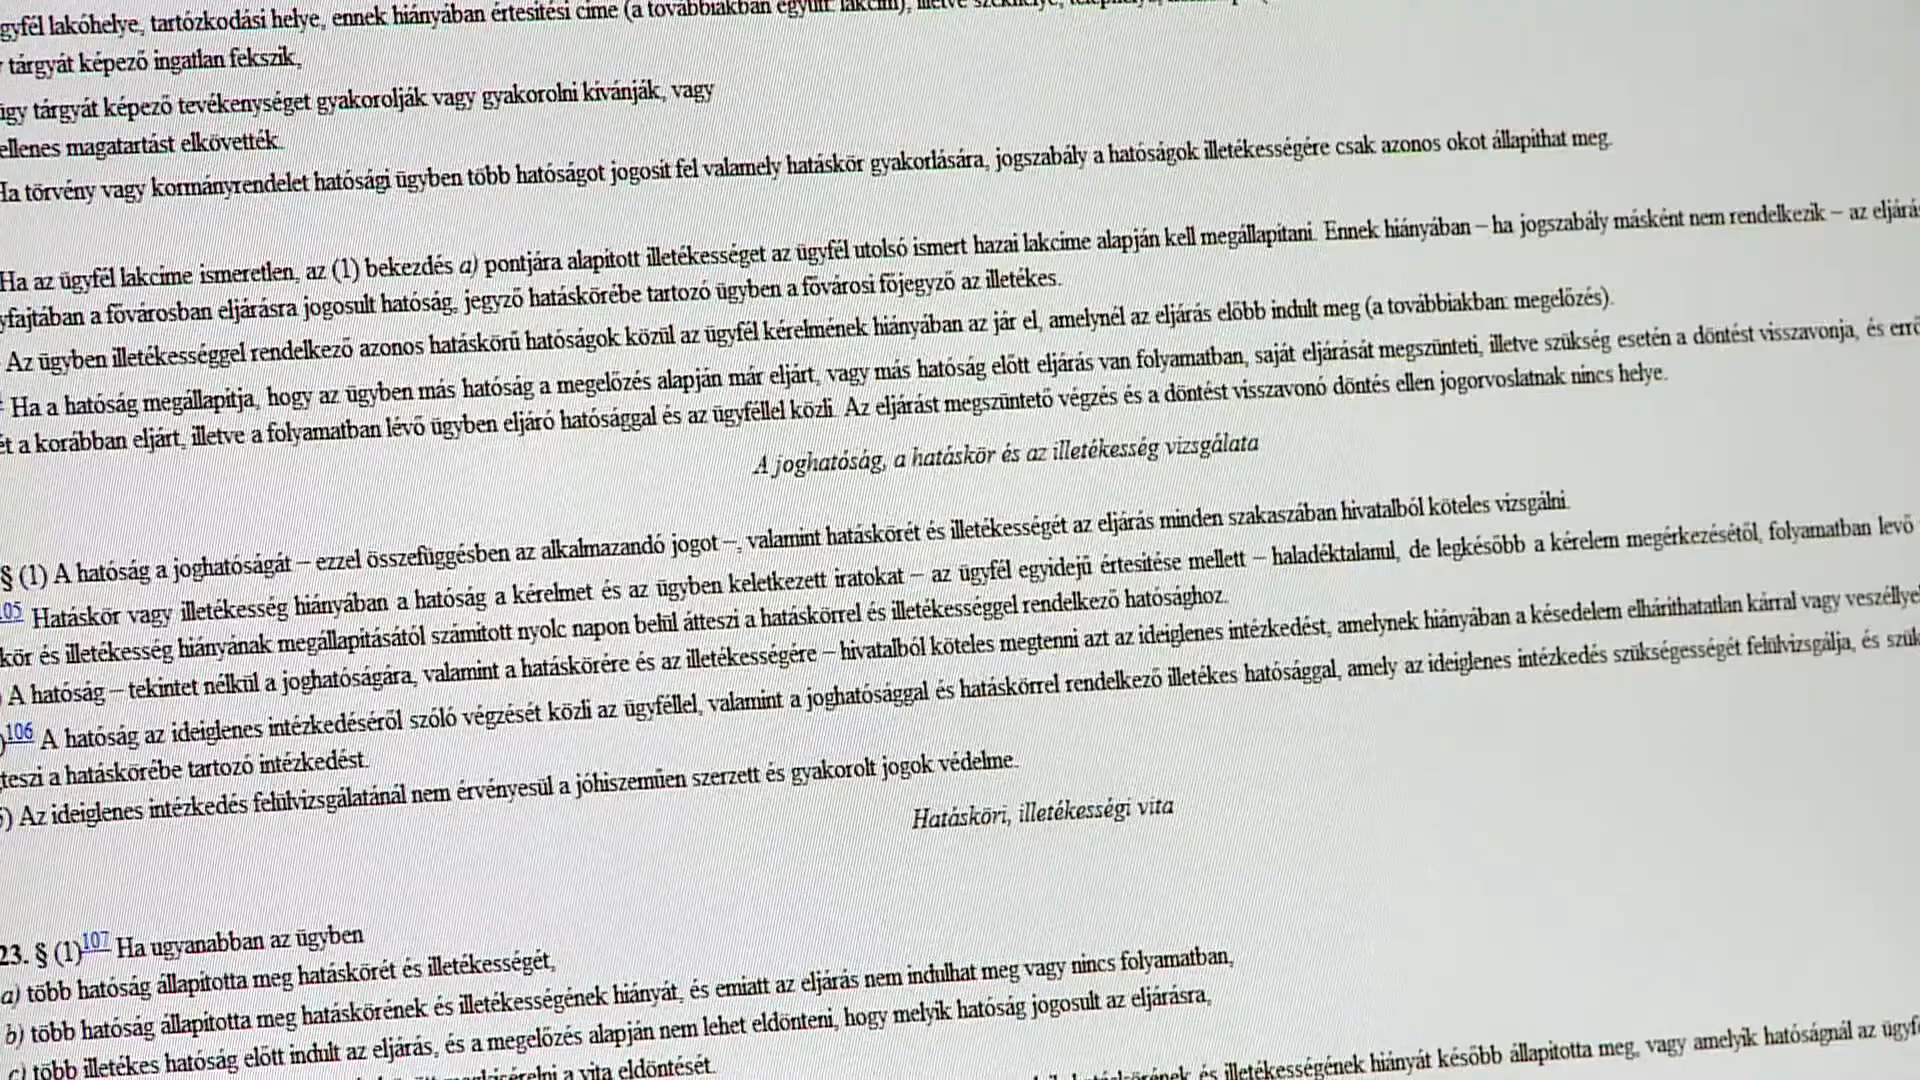 gyfél lakóhelye, tartózkodási helye, ennek hiányában értesítési címe (a továbbiakban együtt: lakcím), illetve székhelye,
tárgyát képező ingatlan fekszik,
tárgyát képező tevékenységet gyakorolják vagy gyakorolni kívánják, vagy
ellenes magatartást elkövették.
Ha törvény vagy kormányrendelet hatósági ügyben több hatóságot jogosít fel valamely hatáskör gyakorlására, jogszabály a hatóságok illetékességére csak azonos okot állapíthat meg.
Ha az ügyfél lakcíme ismeretlen, az (1) bekezdés a) pontjára alapított illetékességet az ügyfél utolsó ismert hazai lakcíme alapján kell megállapítani. Ennek hiányában – ha jogszabály másként nem rendelkezik – az eljárás
yfajtában a fővárosban eljárásra jogosult hatóság, jegyző hatáskörébe tartozó ügyben a fővárosi főjegyző az illetékes.
Az ügyben illetékességgel rendelkező azonos hatáskörű hatóságok közül az ügyfél kérelmének hiányában az jár el, amelynél az eljárás előbb indult meg (a továbbiakban: megelőzés).
Ha a hatóság megállapítja, hogy az ügyben más hatóság a megelőzés alapján már eljárt, vagy más hatóság előtt eljárás van folyamatban, saját eljárását megszünteti, illetve szükség esetén a döntést visszavonja, és erről
ét a korábban eljárt, illetve a folyamatban lévő ügyben eljáró hatósággal és az ügyféllel közli. Az eljárást megszüntető végzés és a döntést visszavonó döntés ellen jogorvoslatnak nincs helye.
A joghatóság, a hatáskör és az illetékesség vizsgálata
§ (1) A hatóság a joghatóságát – ezzel összefüggésben az alkalmazandó jogot –, valamint hatáskörét és illetékességét az eljárás minden szakaszában hivatalból köteles vizsgálni.
105 Hatáskör vagy illetékesség hiányában a hatóság a kérelmet és az ügyben keletkezett iratokat – az ügyfél egyidejű értesítése mellett – haladéktalanul, de legkésőbb a kérelem megérkezésétől, folyamatban levő
kör és illetékesség hiányának megállapításától számított nyolc napon belül átteszi a hatáskörrel és illetékességgel rendelkező hatósághoz.
A hatóság – tekintet nélkül a joghatóságára, valamint a hatáskörére és az illetékességére – hivatalból köteles megtenni azt az ideiglenes intézkedést, amelynek hiányában a késedelem elháríthatatlan kárral vagy veszéllyel
)106 A hatóság az ideiglenes intézkedéséről szóló végzését közli az ügyféllel, valamint a joghatósággal és hatáskörrel rendelkező illetékes hatósággal, amely az ideiglenes intézkedés szükségességét felülvizsgálja, és szük
teszi a hatáskörébe tartozó intézkedést.
5) Az ideiglenes intézkedés felülvizsgálatánál nem érvényesül a jóhiszeműen szerzett és gyakorolt jogok védelme.
Hatásköri, illetékességi vita
23. § (1)107 Ha ugyanabban az ügyben
a) több hatóság állapította meg hatáskörét és illetékességét,
b) több hatóság állapította meg hatáskörének és illetékességének hiányát, és emiatt az eljárás nem indulhat meg vagy nincs folyamatban,
c) több illetékes hatóság előtt indult az eljárás, és a megelőzés alapján nem lehet eldönteni, hogy melyik hatóság jogosult az eljárásra,
megkísérelni a vita eldöntését.
és illetékességének hiányát később állapította meg, vagy amelyik hatóságnál az ügyf